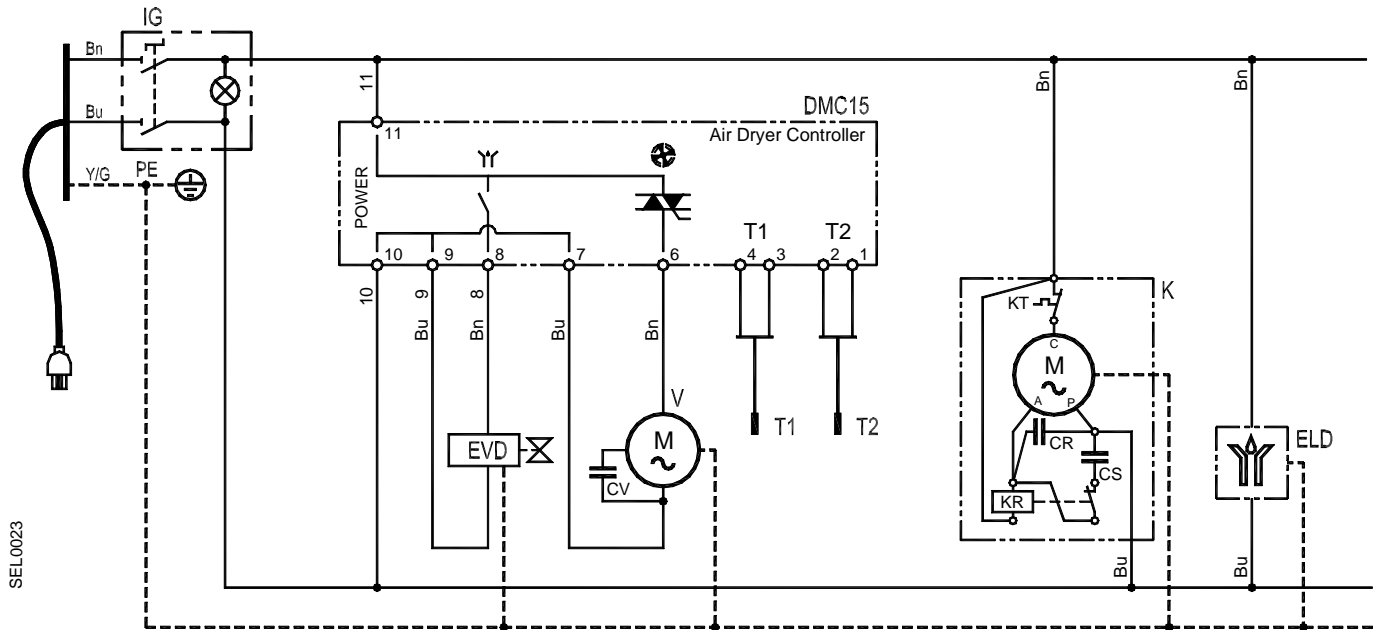 IG
Bn
Bn
Bn
11
DMC15
11
Air Dryer Controller
Bu
Y/G
PE
POWER
T1
T2
10
9
8
7
6
4
3
2
1
10
9
8
Bu
Bn
Bu
Bn
K
KT
C
M
A
P
V
M
T1
T2
EVD
CV
CR
CS
KR
ELD
Bu
Bu
SEL0023